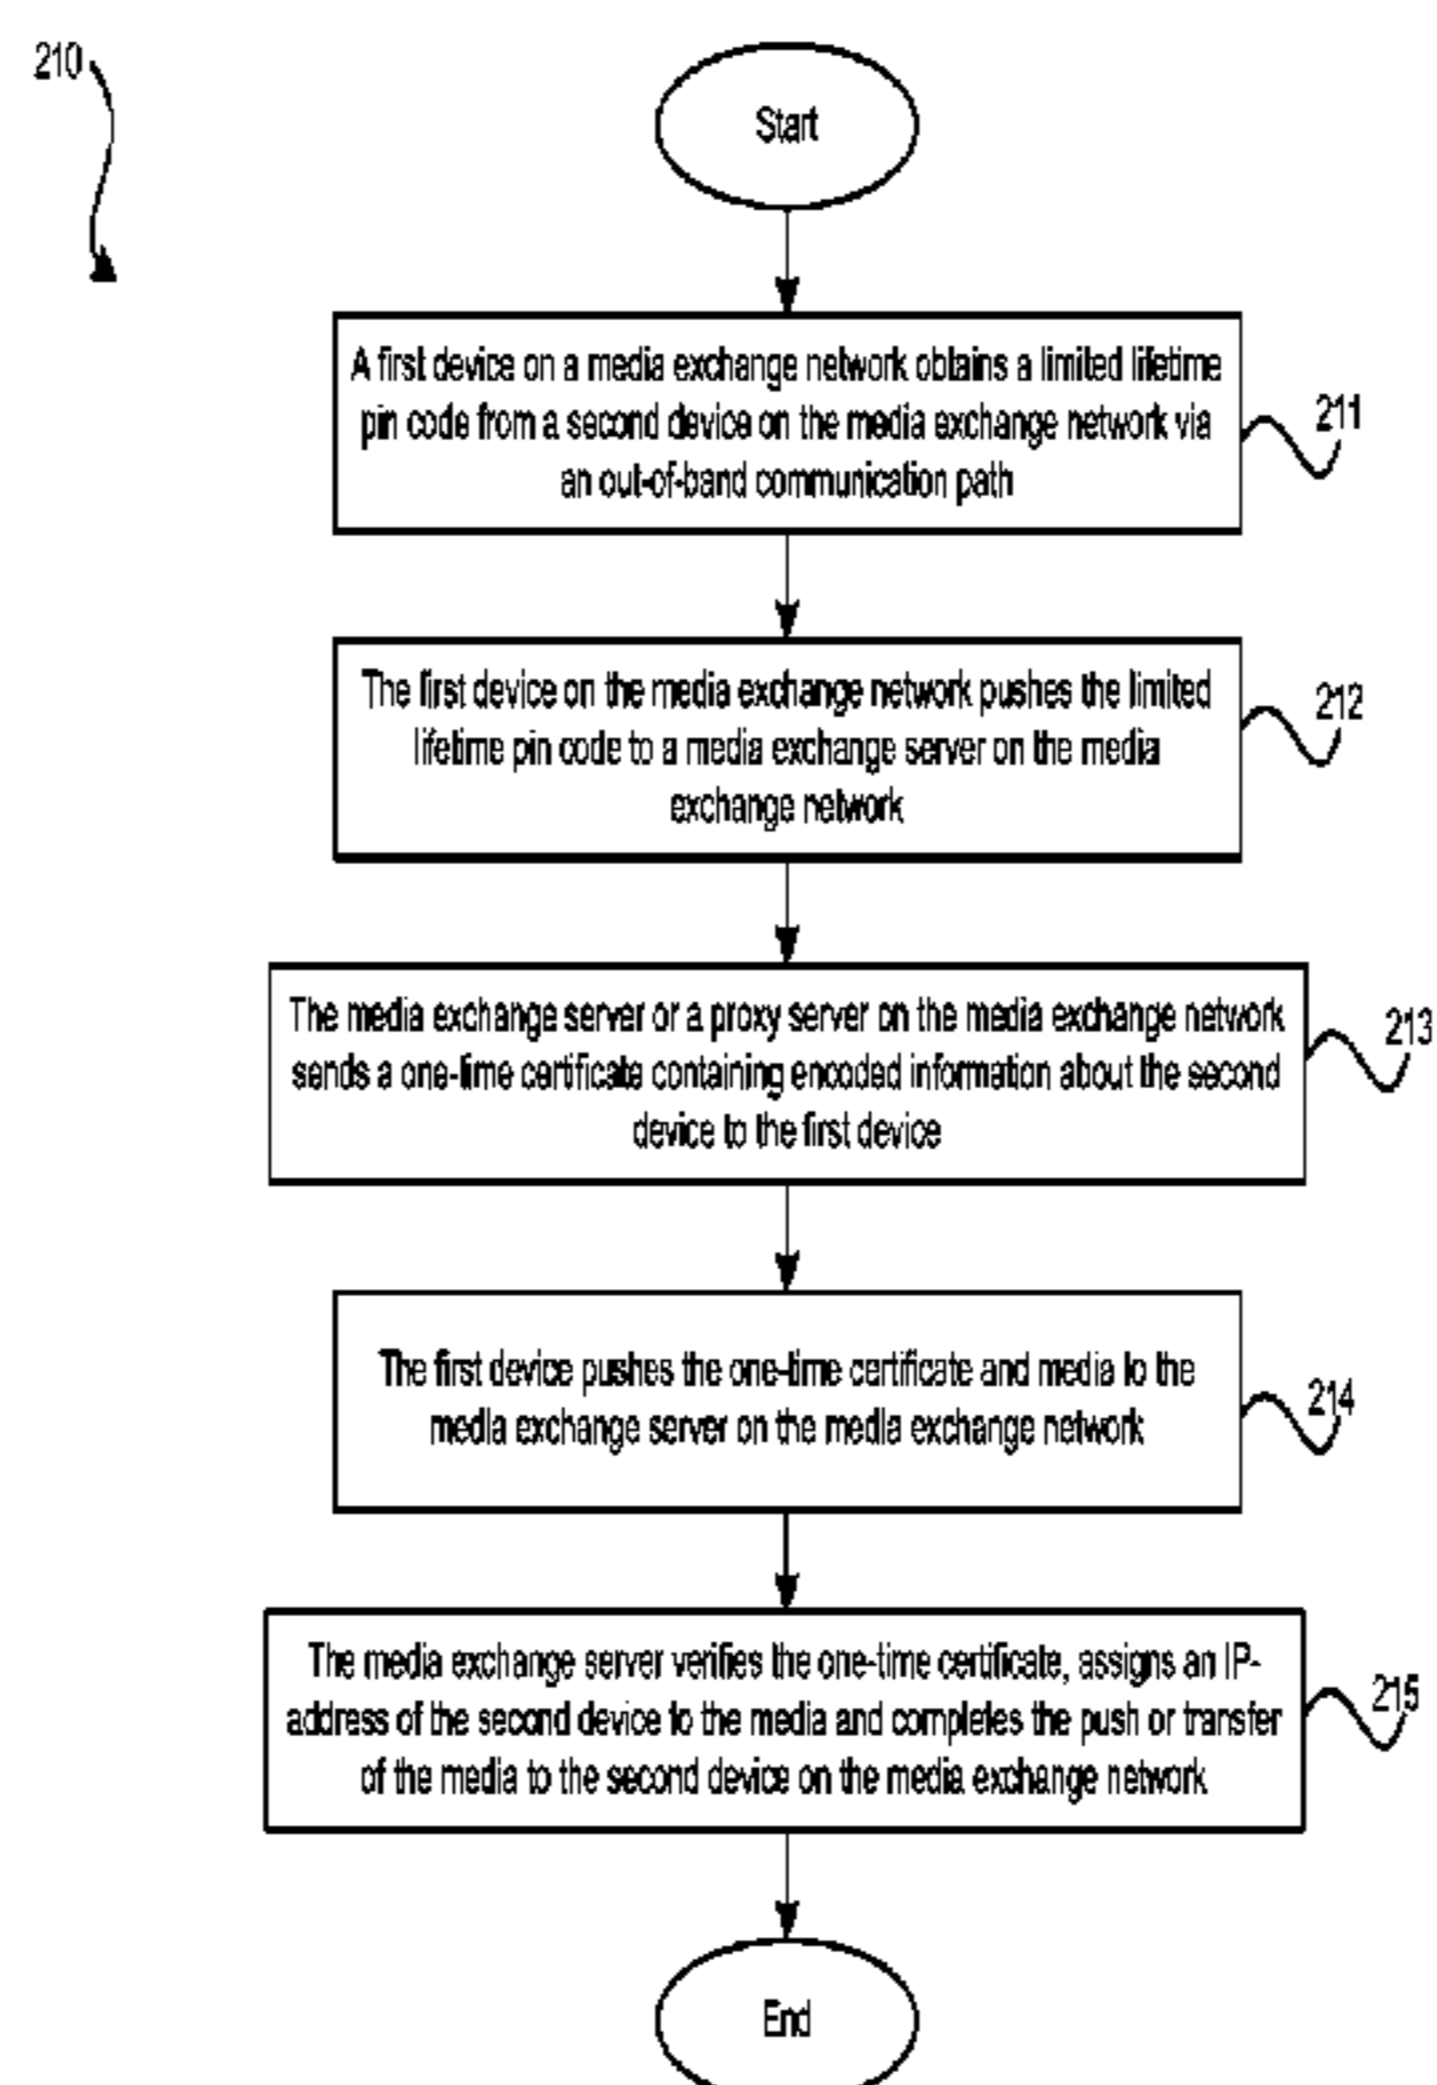 210
Start
A first device on a media exchange network obtains a limited lifetime
pin code from a second device on the media exchange network via
an out-of-band communication path
211
The first device on the media exchange network pushes the limited
lifetime pin code to a media exchange server on the media
exchange network
212
The media exchange server or a proxy server on the media exchange network
sends a one-time certificate containing encoded information about the second
device to the first device
213
The first device pushes the one-time certificate and media to the
media exchange server on the media exchange network
214
The media exchange server verifies the one-time certificate, assigns an IP-
address of the second device to the media and completes the push or transfer
of the media to the second device on the media exchange network
215
End